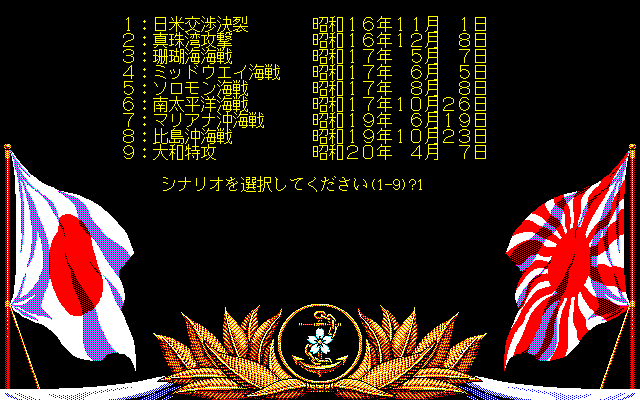 1：日米交渉決裂　　　　昭和16年11月 1日
2：真珠湾攻撃　　　　　昭和16年12月 8日
3：珊瑚海海戦　　　　　昭和17年 5月 7日
4：ミッドウエイ海戦　　昭和17年 6月 5日
5：ソロモン海戦　　　　昭和17年 8月 8日
6：南太平洋海戦　　　　昭和17年10月26日
7：マリアナ沖海戦　　　昭和19年 6月19日
8：比島沖海戦　　　　　昭和19年10月23日
9：大和特攻　　　　　　昭和20年 4月 7日
シナリオを選択してください(1-9)?1